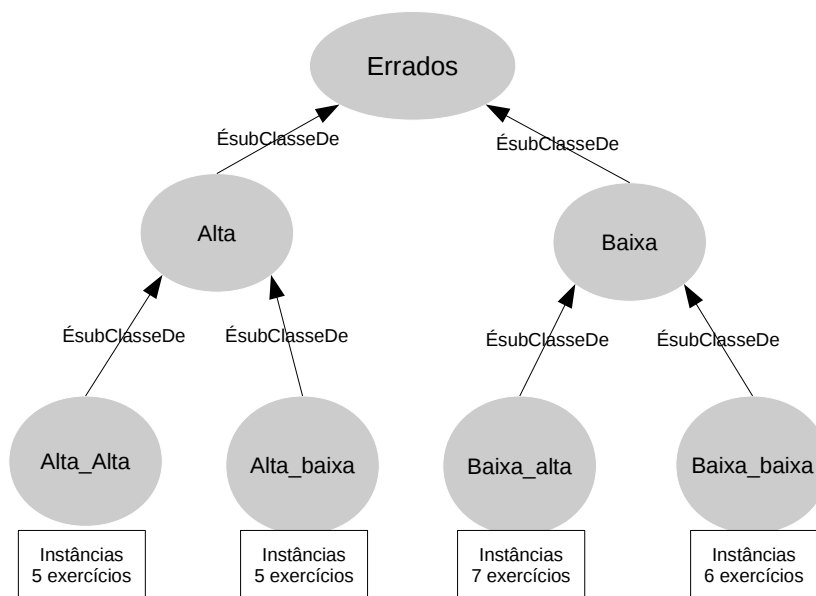 Errados
ÉsubClasseDe
ÉsubClasseDe
Alta
Baixa
ÉsubClasseDe
ÉsubClasseDe
ÉsubClasseDe
ÉsubClasseDe
Alta_Alta
Alta_baixa
Baixa_alta
Baixa_baixa
Instâncias
5 exercícios
Instâncias
5 exercícios
Instâncias
7 exercícios
Instâncias
6 exercícios